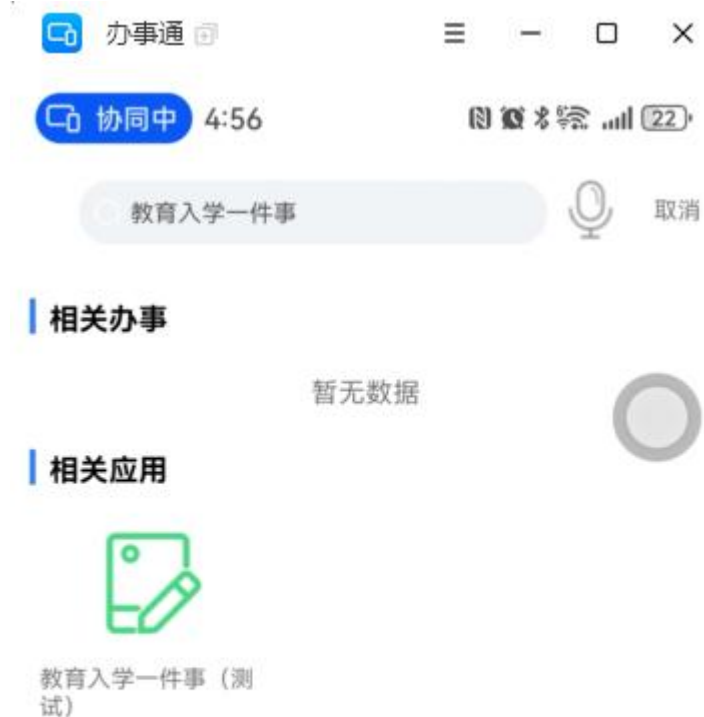 办事通
协同中 4:56 22
教育入学一件事 取消
相关办事
暂无数据
相关应用
教育入学一件事（测
试）